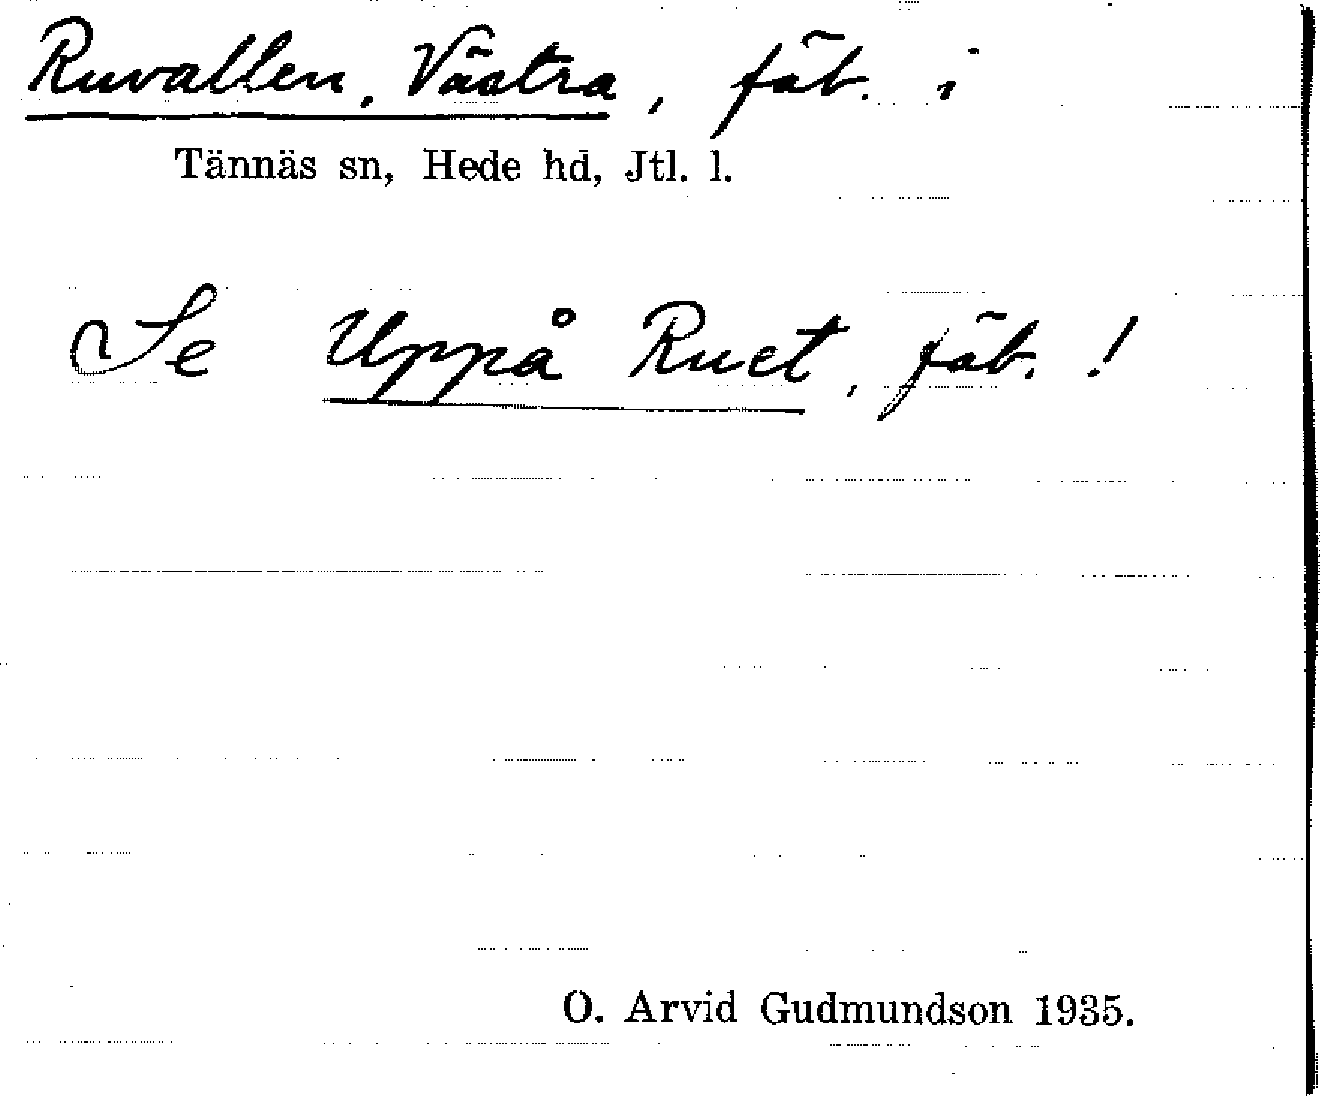 Ruvallen, Västra, fäb. i
Tännäs sn, Hede hd, Jtl. l.
Se Uppå Ruet, fäb. !
O. Arvid Gudmundson 1935.